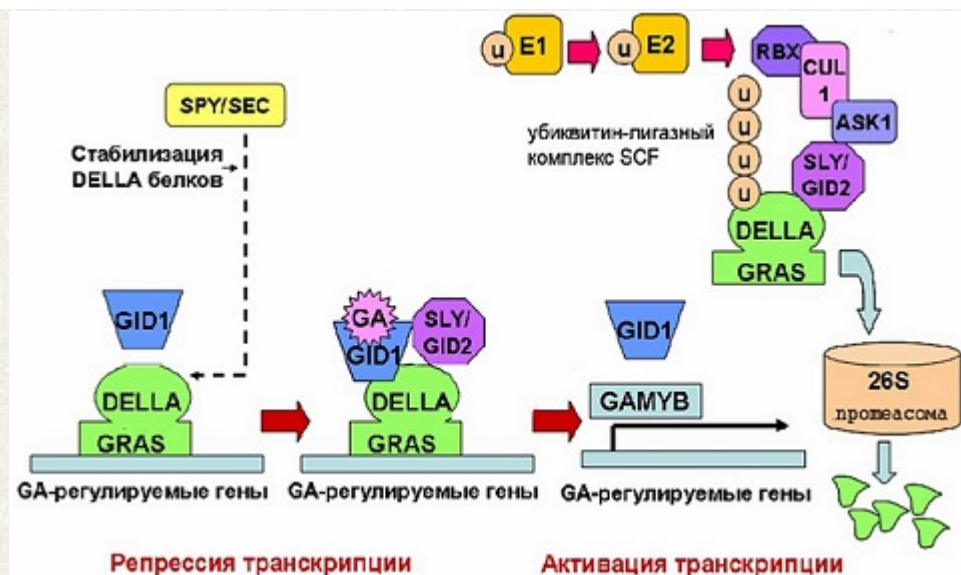 u E1
u E2
RBX
CUL
1
ASK1
SLY/
GID2
u
u
u
u
убиквитин-лигазный
комплекс SCF
DELLA
GRAS
SPY/SEC
Стабилизация
DELLA белков
GID1
DELLA
GRAS
GA-регулируемые гены
GA
GID1
SLY/
GID2
DELLA
GRAS
GA-регулируемые гены
GID1
GAMYB
GA-регулируемые гены
26S
протеасома
Репрессия транскрипции
Активация транскрипции